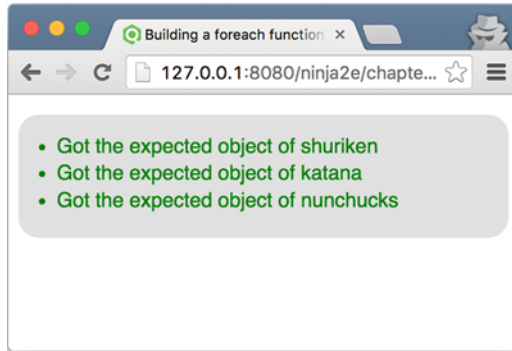 Building a foreach function
127.0.0.1:8080/ninja2e/chapte...
Got the expected object of shuriken
Got the expected object of katana
Got the expected object of nunchucks